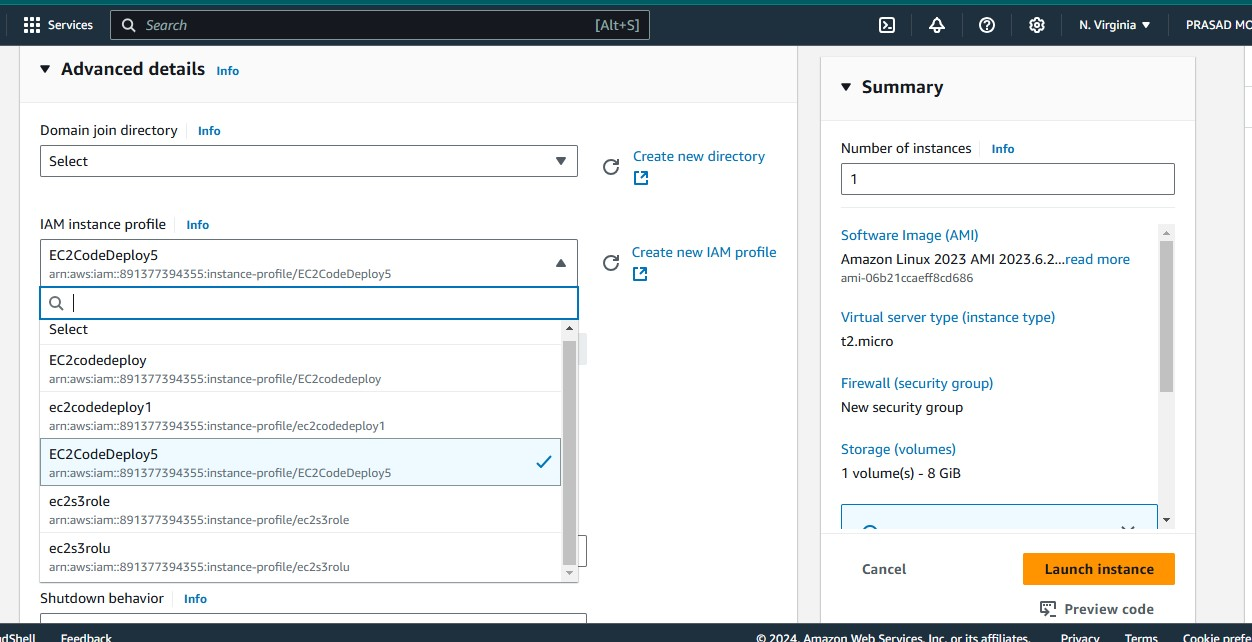 Services
Search
[Alt+S]
N. Virginia
PRASAD MO
Advanced details
Info
Domain join directory
Info
Select
Create new directory
IAM instance profile
Info
EC2CodeDeploy5
arn:aws:iam::891377394355:instance-profile/EC2CodeDeploy5
Create new IAM profile
Select
EC2codedeploy
arn:aws:iam::891377394355:instance-profile/EC2codedeploy
ec2codedeploy1
arn:aws:iam::891377394355:instance-profile/ec2codedeploy1
EC2CodeDeploy5
arn:aws:iam::891377394355:instance-profile/EC2CodeDeploy5
ec2s3role
arn:aws:iam::891377394355:instance-profile/ec2s3role
ec2s3rolu
arn:aws:iam::891377394355:instance-profile/ec2s3rolu
Shutdown behavior
Info
Summary
Number of instances
Info
1
Software Image (AMI)
Amazon Linux 2023 AMI 2023.6.2...read more
ami-06b21ccaeff8cd686
Virtual server type (instance type)
t2.micro
Firewall (security group)
New security group
Storage (volumes)
1 volume(s) - 8 GiB
Cancel
Launch instance
Preview code
dShell
Feedback
© 2024, Amazon Web Services, Inc. or its affiliates.
Privacy
Terms
Cookie prefe